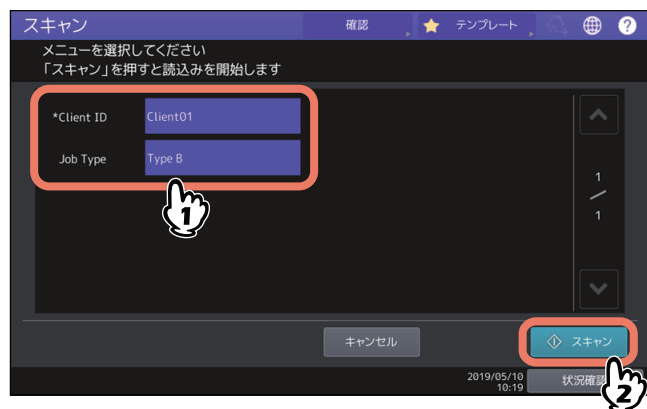 スキャン
確認
テンプレート
?
メニューを選択してください
「スキャン」を押すと読込みを開始します
*Client ID
Client01
Job Type
Type B
1
1
/
1
キャンセル
スキャン
2019/05/10
10:19
状況確認
2